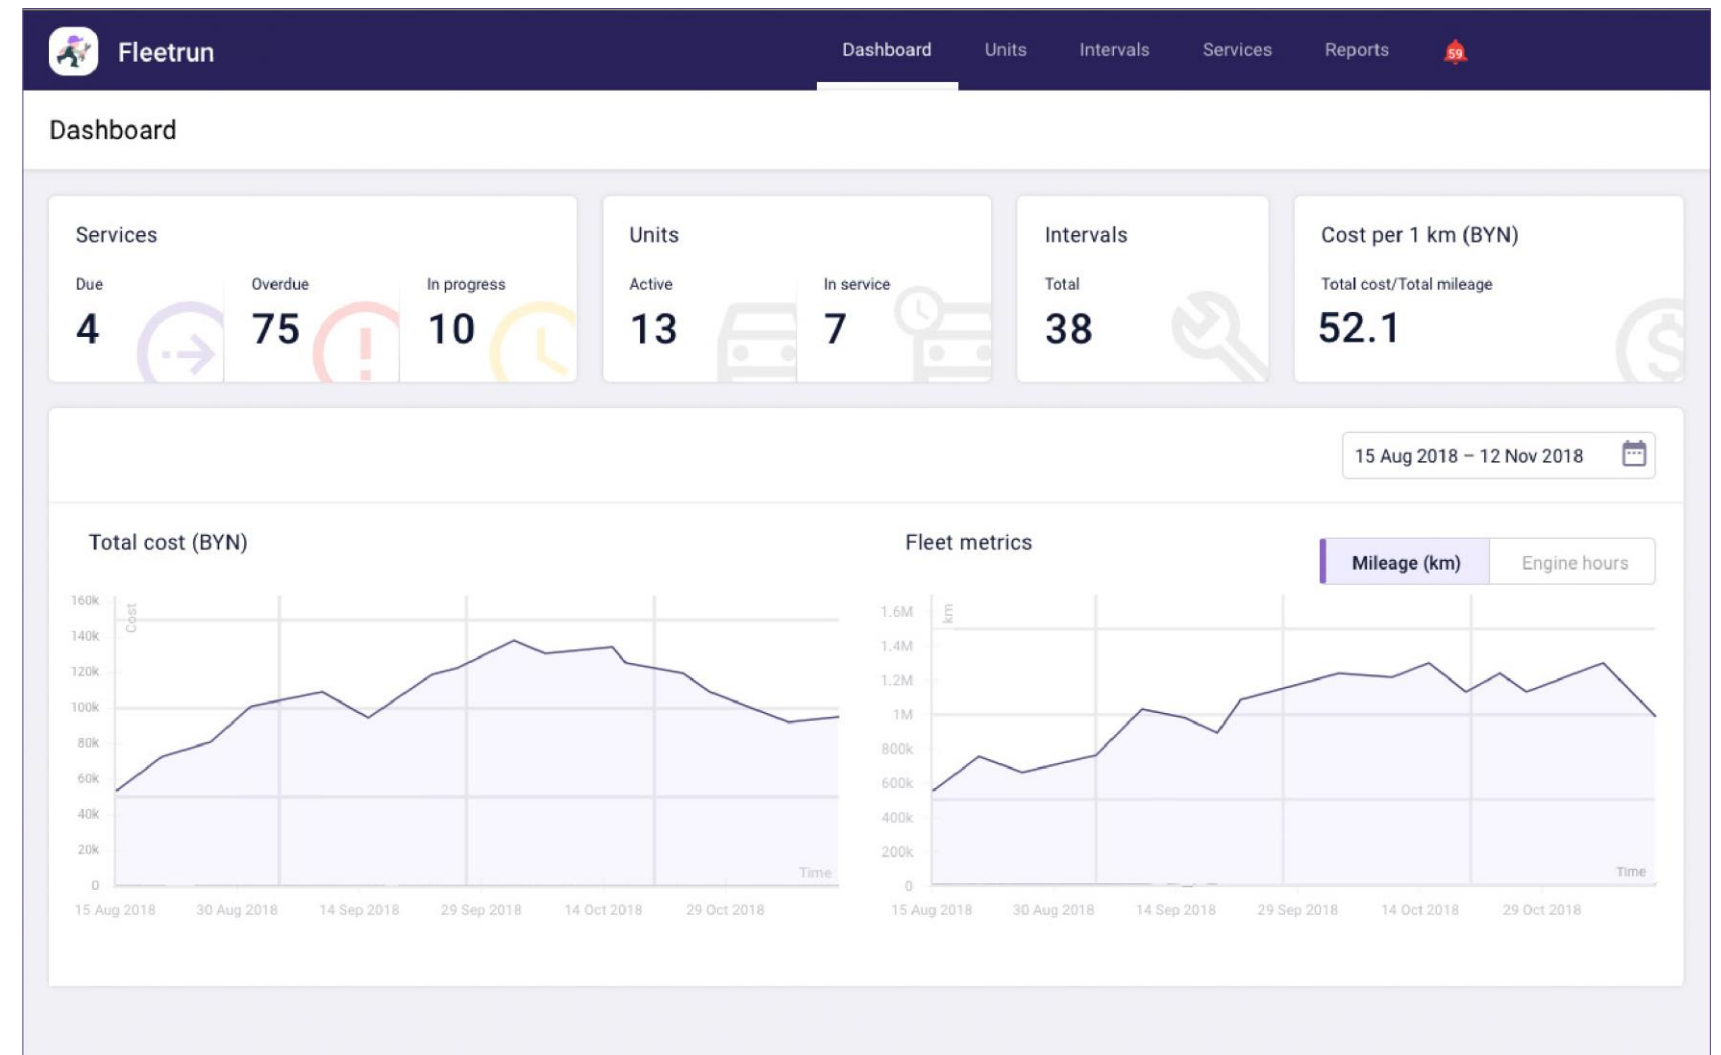 Fleetrun
Dashboard Units Intervals Services Reports 59
Dashboard
Services
Due Overdue In progress
4 75 10
Units
Active In service
13 7
Intervals
Total
38
Cost per 1 km (BYN)
Total cost/Total mileage
52.1
15 Aug 2018 – 12 Nov 2018
Total cost (BYN)
Cost
160k
140k
120k
100k
80k
60k
40k
20k
0
Time
15 Aug 2018 30 Aug 2018 14 Sep 2018 29 Sep 2018 14 Oct 2018 29 Oct 2018
Fleet metrics
Mileage (km) Engine hours
km
1.6M
1.4M
1.2M
1M
800k
600k
400k
200k
0
Time
15 Aug 2018 30 Aug 2018 14 Sep 2018 29 Sep 2018 14 Oct 2018 29 Oct 2018